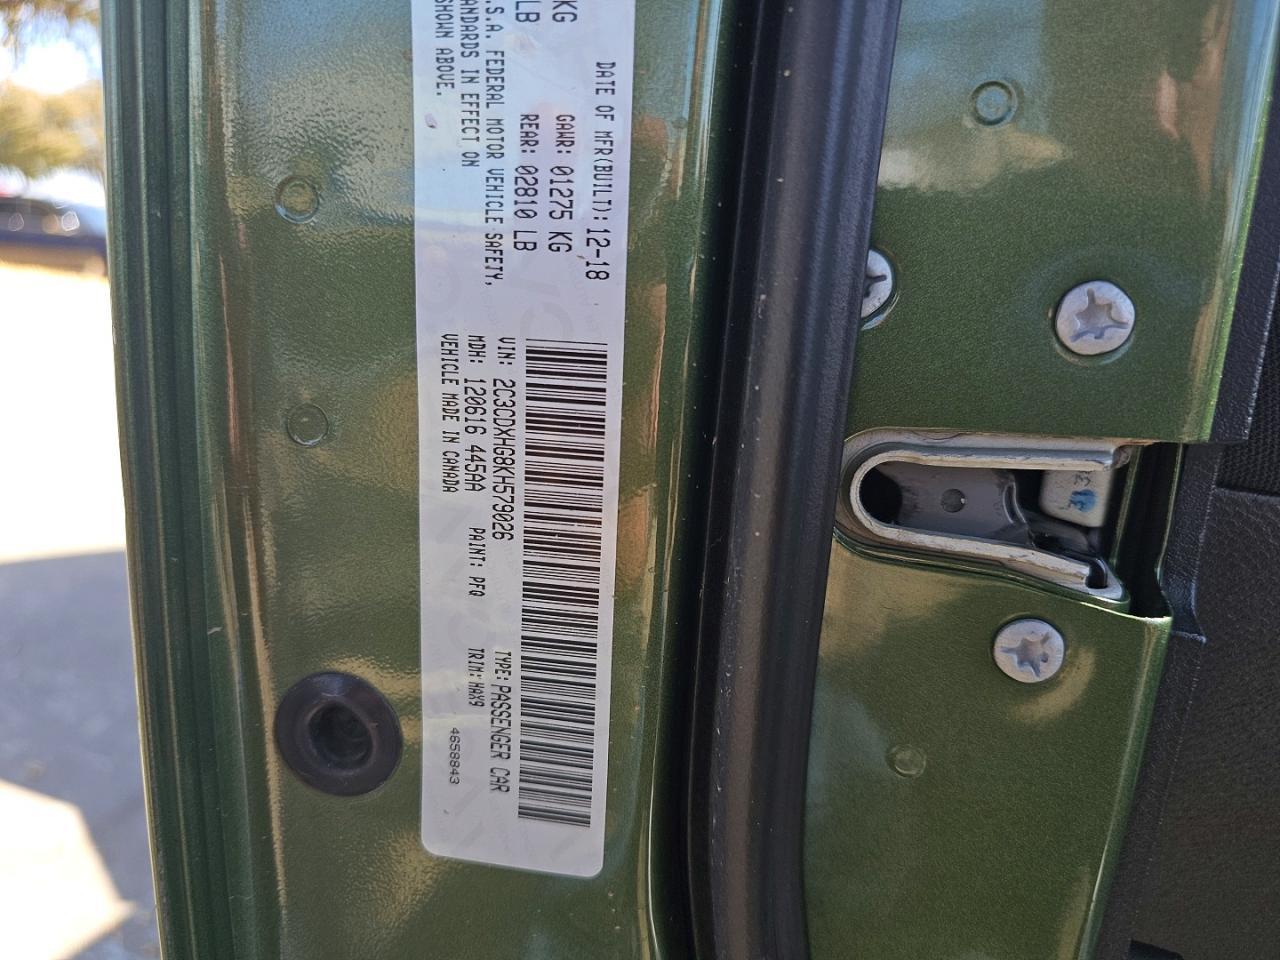 DATE OF MFR(BUILT): 12-18
KG GAWR: 01275 KG
LB REAR: 02810 LB
.S.A. FEDERAL MOTOR VEHICLE SAFETY,
ANDARDS IN EFFECT ON
SHOWN ABOVE.
VIN: 2C3CDXHG8KH579026 TYPE: PASSENGER CAR
MDH: 120616 445AA PAINT: PFQ TRIM: HAX9
VEHICLE MADE IN CANADA 4658843
33